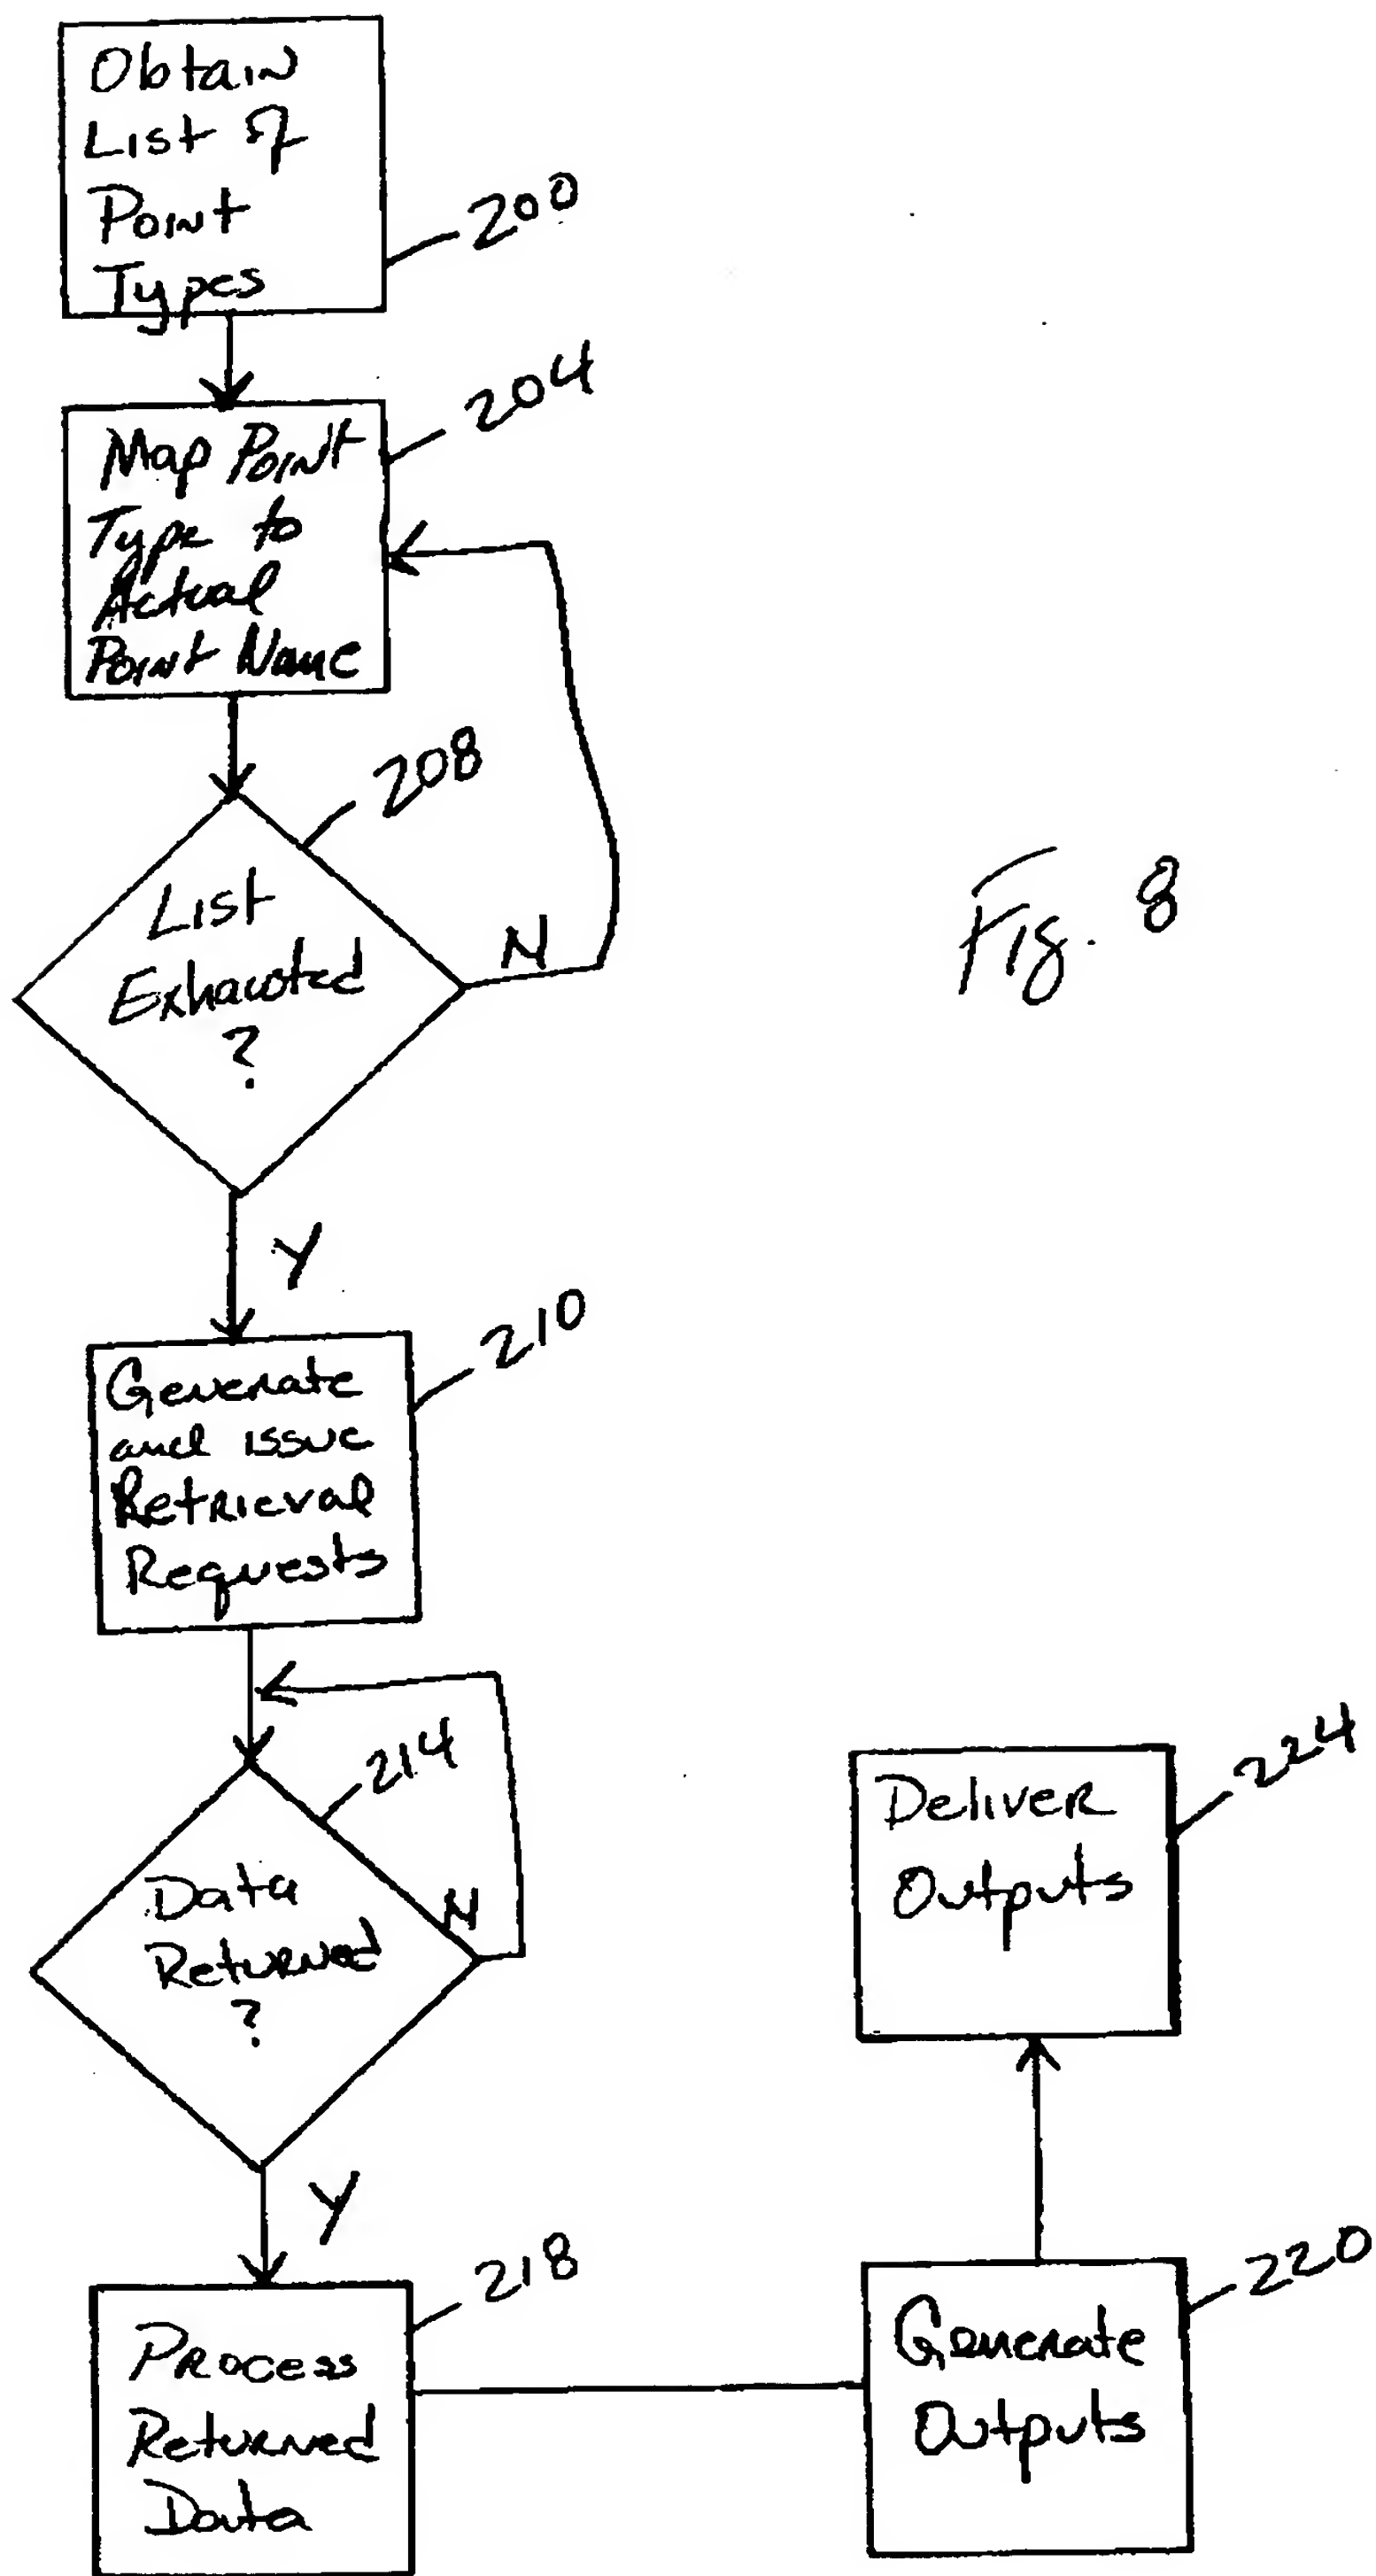 Obtain
List of
Point
Types
200
Map Point
Type to
Actual
Point Name
204
208
List
Exhausted
?
N
Y
Fig. 8
Generate
and issue
Retrieval
Requests
210
214
Data
Returned
?
N
Y
Process
Returned
Data
218
Generate
Outputs
220
Deliver
Outputs
224